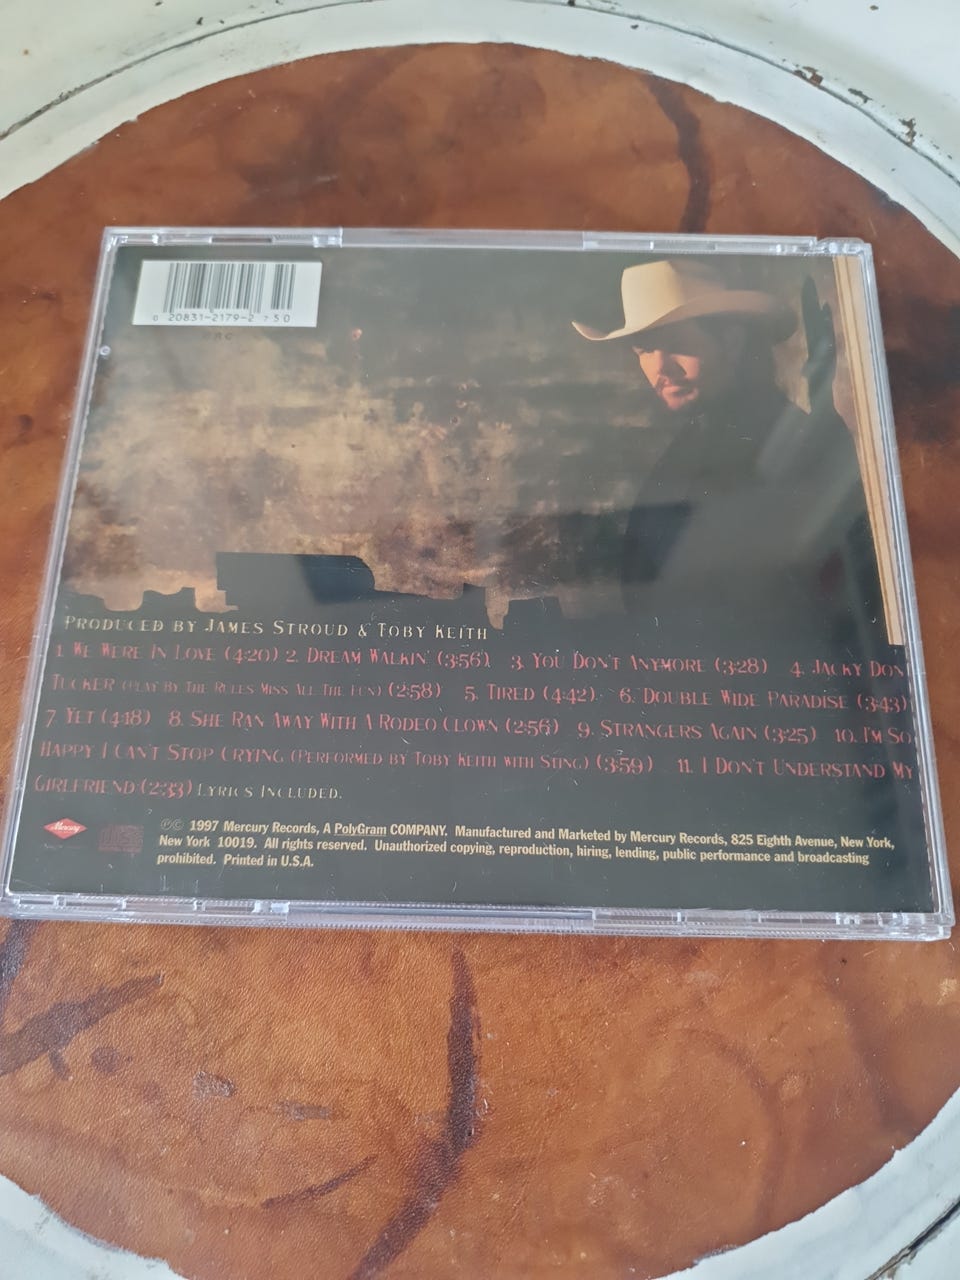 0 20831-2179-2 7 50
PRODUCED BY JAMES STROUD & TOBY KEITH
1. WE WERE IN LOVE (4:20) 2. DREAM WALKIN' (3:56) 3. YOU DON'T ANYMORE (3:28) 4. JACKY DON
TUCKER (PLAY BY THE RULES MISS ALL THE FUN) (2:58) 5. TIRED (4:42) 6. DOUBLE WIDE PARADISE (3:43)
7. YET (4:18) 8. SHE RAN AWAY WITH A RODEO CLOWN (2:56) 9. STRANGERS AGAIN (3:25) 10. I'M SO
HAPPY I CAN'T STOP CRYING (PERFORMED BY TOBY KEITH WITH STING) (3:59) 11. I DON'T UNDERSTAND MY
GIRLFRIEND (2:33) LYRICS INCLUDED.
Mercury
℗© 1997 Mercury Records, A PolyGram COMPANY. Manufactured and Marketed by Mercury Records, 825 Eighth Avenue, New York,
New York 10019. All rights reserved. Unauthorized copying, reproduction, hiring, lending, public performance and broadcasting
prohibited. Printed in U.S.A.